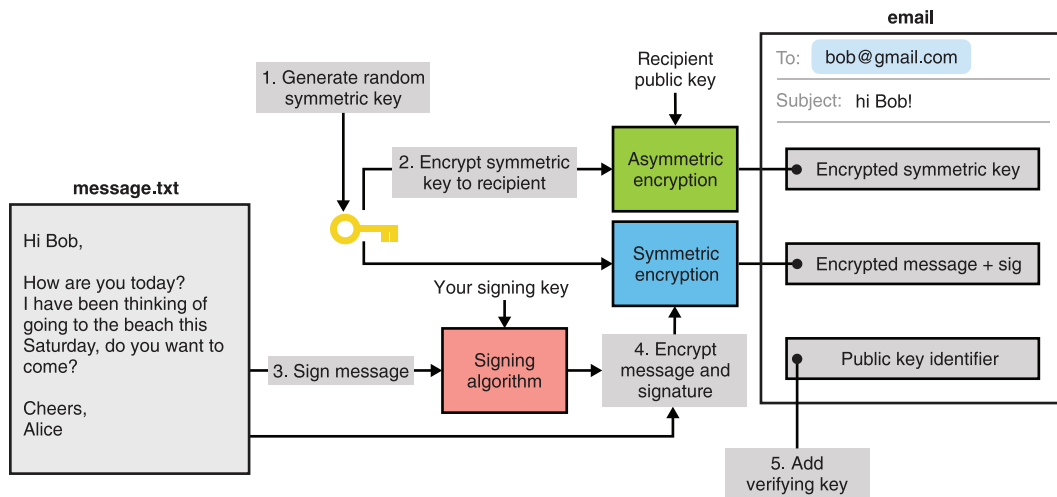 email
To: bob@gmail.com
Subject: hi Bob!
1. Generate random
symmetric key
Recipient
public key
2. Encrypt symmetric
key to recipient
Asymmetric
encryption
Encrypted symmetric key
message.txt
Hi Bob,
How are you today?
I have been thinking of
going to the beach this
Saturday, do you want to
come?
Cheers,
Alice
Symmetric
encryption
Encrypted message + sig
Your signing key
3. Sign message
Signing
algorithm
4. Encrypt
message and
signature
Public key identifier
5. Add
verifying key